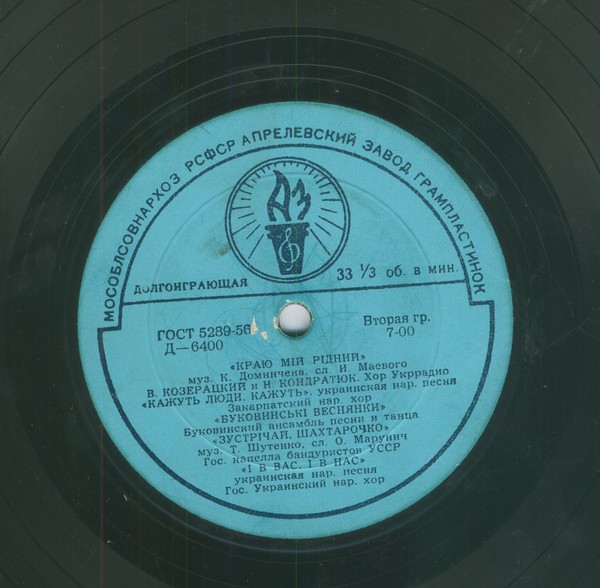 МОСОБЛСОВНАРХОЗ РСФСР АПРЕЛЕВСКИЙ ЗАВОД ГРАМПЛАСТИНОК
АЗ
ДОЛГОИГРАЮЩАЯ 33 1/3 об. в мин.
ГОСТ 5289-56 Вторая гр.
Д—6400 7-00
«КРАЮ МІЙ РІДНИЙ»
муз. К. Доминчена, сл И. Маевого
В. КОЗЕРАЦКИЙ и Н. КОНДРАТЮК. Хор Укррадио
«КАЖУТЬ ЛЮДИ, КАЖУТЬ», украинская нар. песня
Закарпатский нар. хор
«БУКОВИНСЬКІ ВЕСНЯНКИ»
Буковинский ансамбль песни и танца
«ЗУСТРІЧАЙ, ШАХТАРОЧКО»
муз. Т. Шутенко, сл. О. Марунич
Гос. капелла бандуристов УССР
«І В ВАС, І В НАС»
украинская нар. песня
Гос. Украинский нар. хор